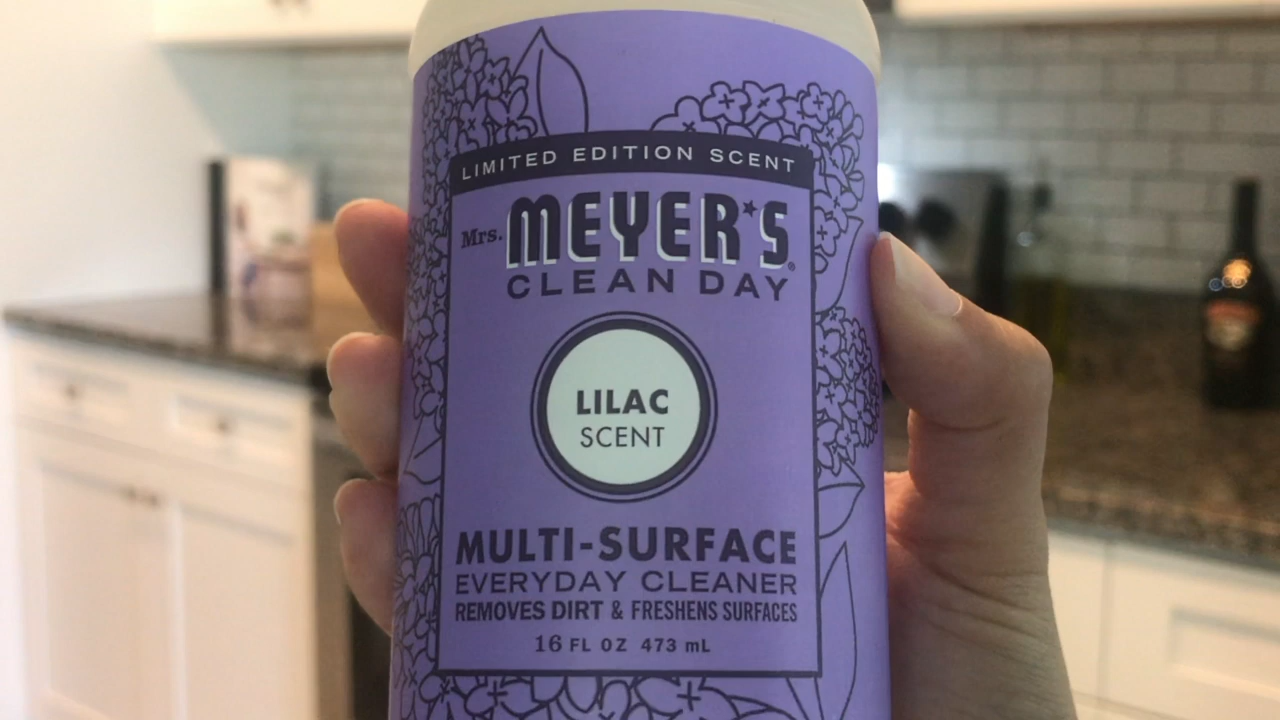 LIMITED EDITION SCENT
Mrs. MEYER'S®
CLEAN DAY
LILAC
SCENT
MULTI-SURFACE
EVERYDAY CLEANER
REMOVES DIRT & FRESHENS SURFACES
16 FL OZ 473 mL